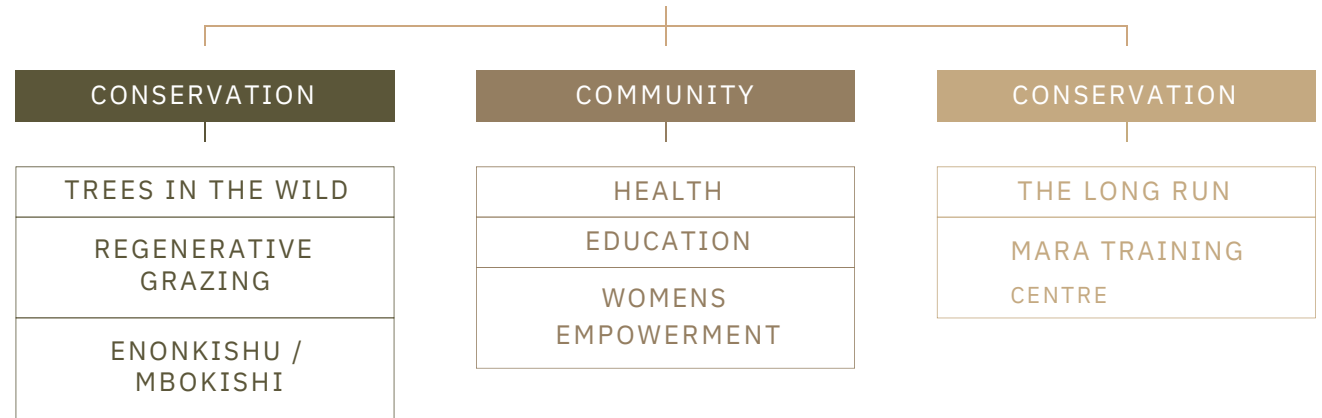 CONSERVATION
TREES IN THE WILD
REGENERATIVE
GRAZING
ENONKISHU /
MBOKISHI
COMMUNITY
HEALTH
EDUCATION
WOMENS
EMPOWERMENT
CONSERVATION
THE LONG RUN
MARA TRAINING
CENTRE